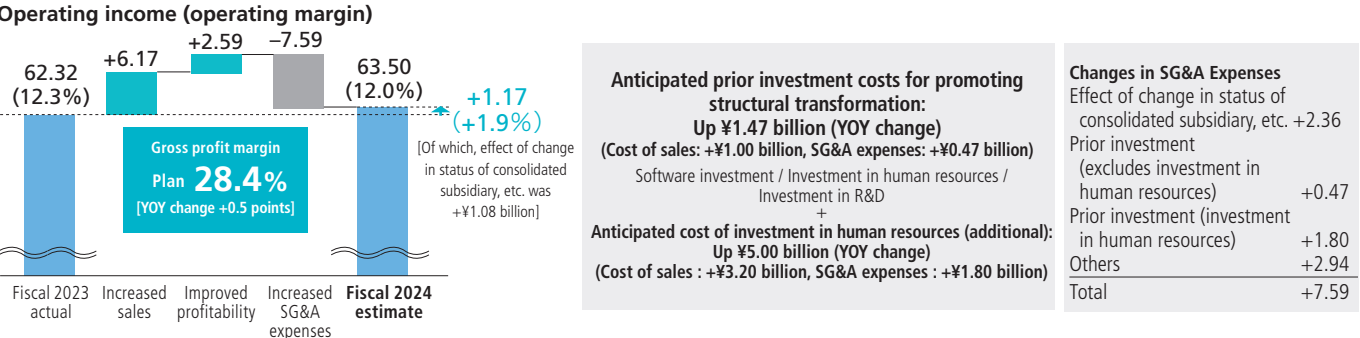 Operating income (operating margin)
62.32
(12.3%)
+6.17
+2.59
–7.59
63.50
(12.0%)
+1.17
(+1.9%)
[Of which, effect of change
in status of consolidated
subsidiary, etc. was
+¥1.08 billion]
Gross profit margin
Plan 28.4%
[YOY change +0.5 points]
Fiscal 2023
actual
Increased
sales
Improved
profitability
Increased
SG&A
expenses
Fiscal 2024
estimate
Anticipated prior investment costs for promoting
structural transformation:
Up ¥1.47 billion (YOY change)
(Cost of sales: +¥1.00 billion, SG&A expenses: +¥0.47 billion)
Software investment / Investment in human resources /
Investment in R&D
+
Anticipated cost of investment in human resources (additional):
Up ¥5.00 billion (YOY change)
(Cost of sales : +¥3.20 billion, SG&A expenses : +¥1.80 billion)
Changes in SG&A Expenses
Effect of change in status of
consolidated subsidiary, etc. +2.36
Prior investment
(excludes investment in
human resources) +0.47
Prior investment (investment
in human resources) +1.80
Others +2.94
Total +7.59